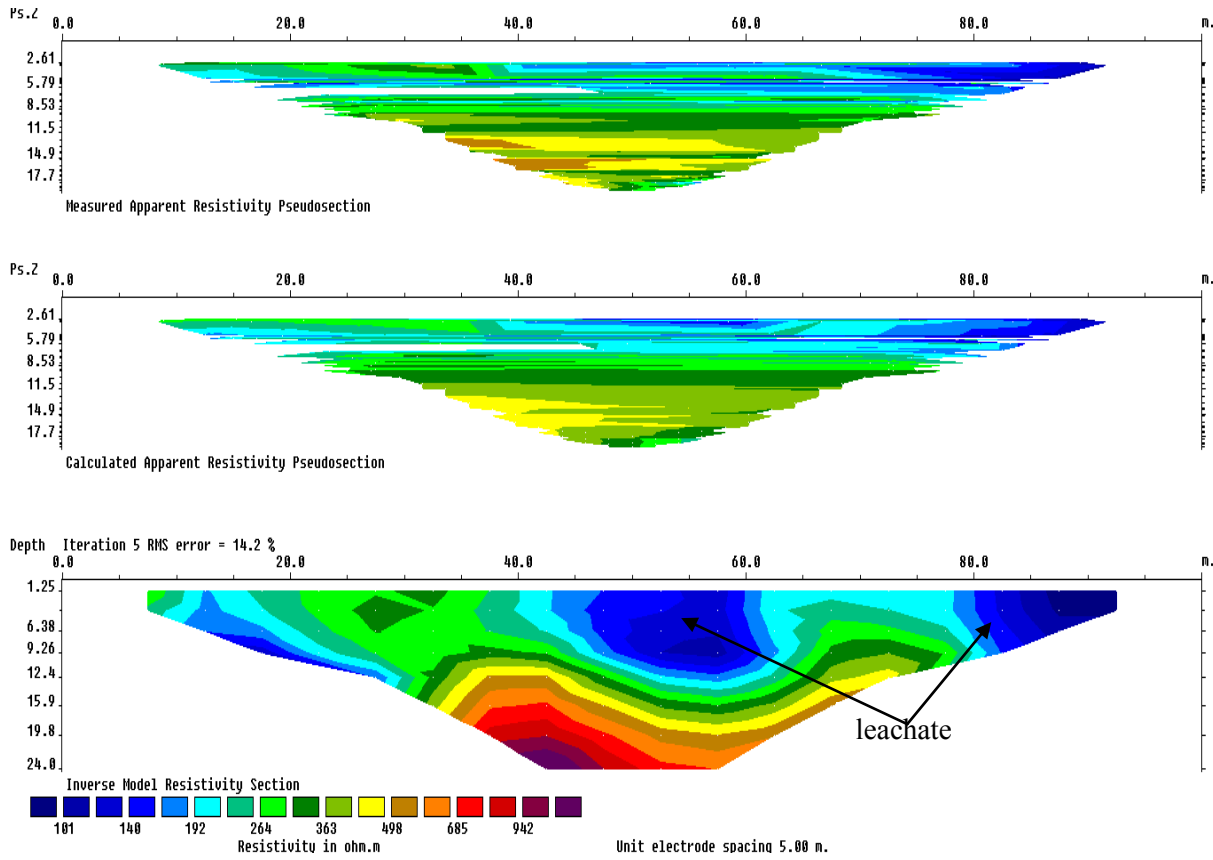 Ps.Z 0.0 20.0 40.0 60.0 80.0 m.
2.61
5.79
8.53
11.5
14.9
17.7
Measured Apparent Resistivity Pseudosection
Ps.Z 0.0 20.0 40.0 60.0 80.0 m.
2.61
5.79
8.53
11.5
14.9
17.7
Calculated Apparent Resistivity Pseudosection
Depth Iteration 5 RMS error = 14.2 %
0.0 20.0 40.0 60.0 80.0 m.
1.25
6.38
9.26
12.4
15.9
19.8
24.0
leachate
Inverse Model Resistivity Section
101 140 192 264 363 498 685 942
Resistivity in ohm.m Unit electrode spacing 5.00 m.